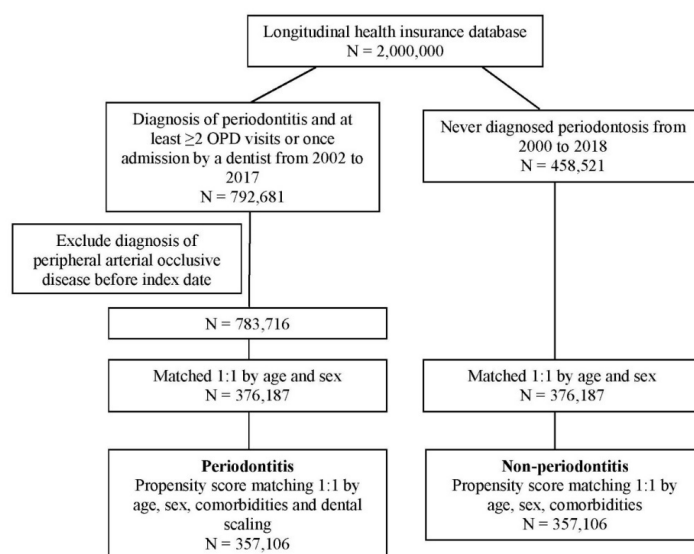 Longitudinal health insurance database
N = 2,000,000
Diagnosis of periodontitis and at
least ≥2 OPD visits or once
admission by a dentist from 2002 to
2017
N = 792,681
Never diagnosed periodontosis from
2000 to 2018
N = 458,521
Exclude diagnosis of
peripheral arterial occlusive
disease before index date
N = 783,716
Matched 1:1 by age and sex
N = 376,187
Matched 1:1 by age and sex
N = 376,187
Periodontitis
Propensity score matching 1:1 by
age, sex, comorbidities and dental
scaling
N = 357,106
Non-periodontitis
Propensity score matching 1:1 by
age, sex, comorbidities
N = 357,106